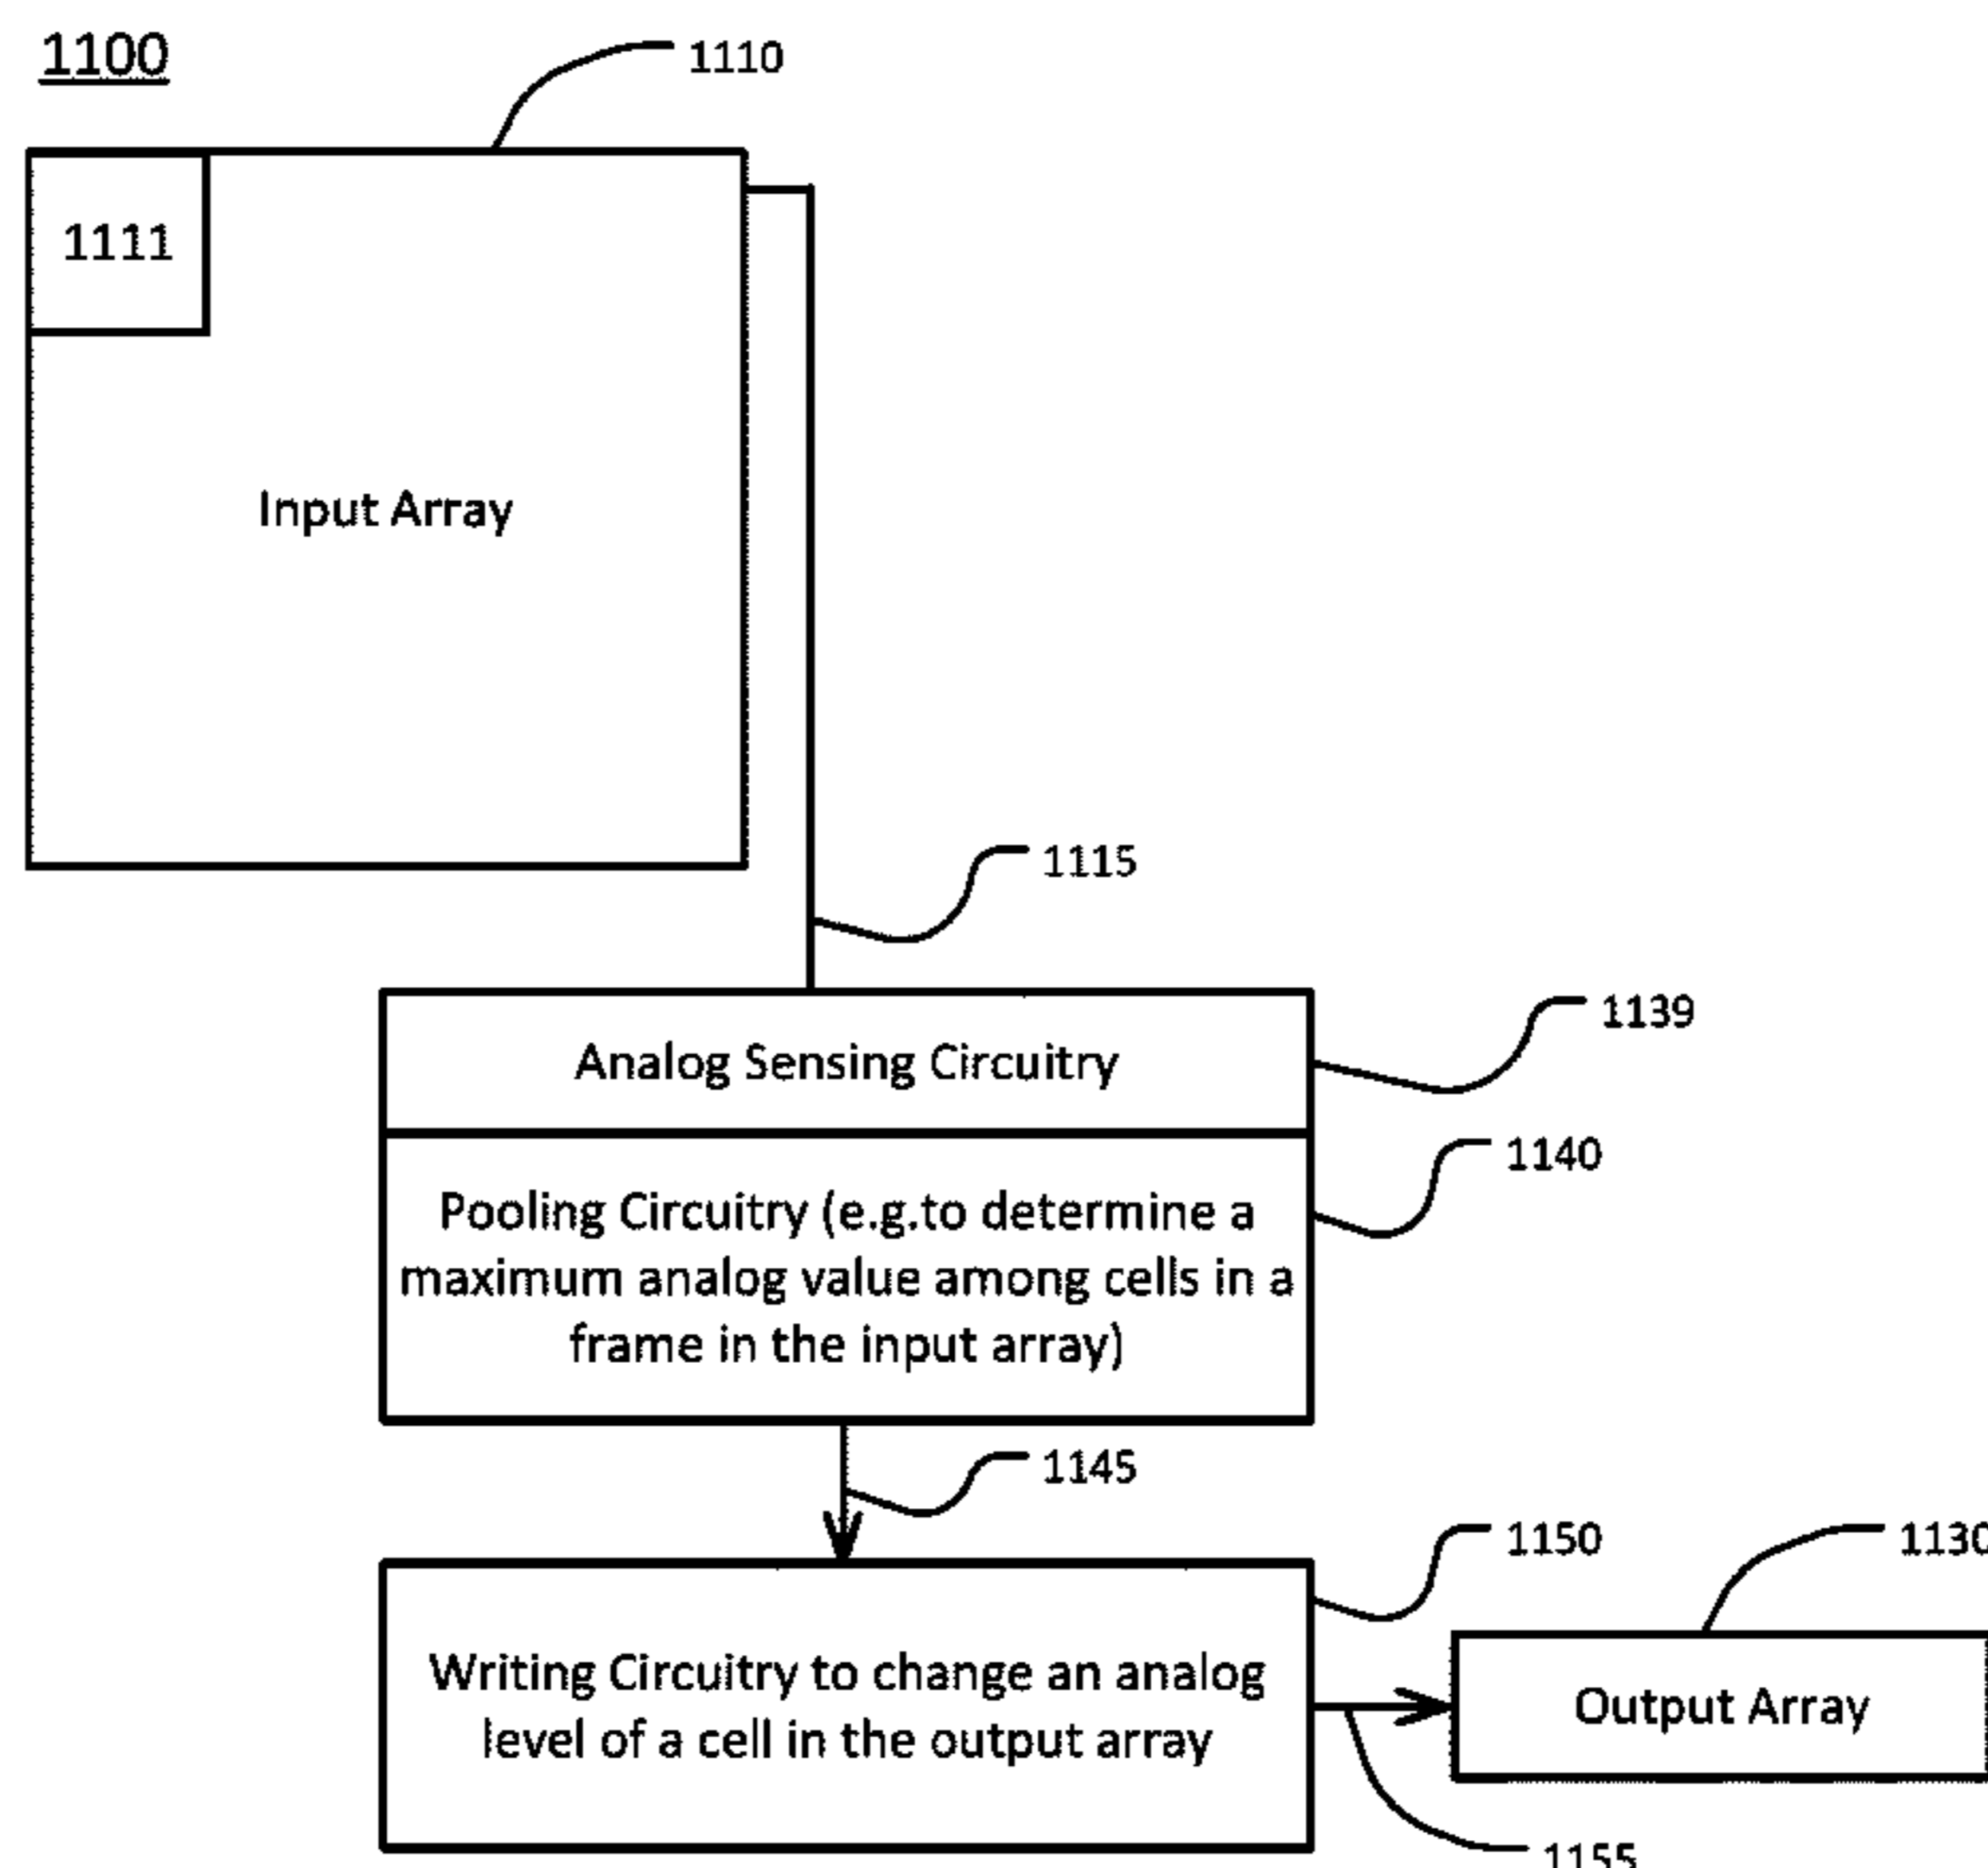 1100
1110
1111
Input Array
1115
1139
Analog Sensing Circuitry
1140
Pooling Circuitry (e.g.to determine a
maximum analog value among cells in a
frame in the input array)
1145
1150
1130
Writing Circuitry to change an analog
level of a cell in the output array
Output Array
1155